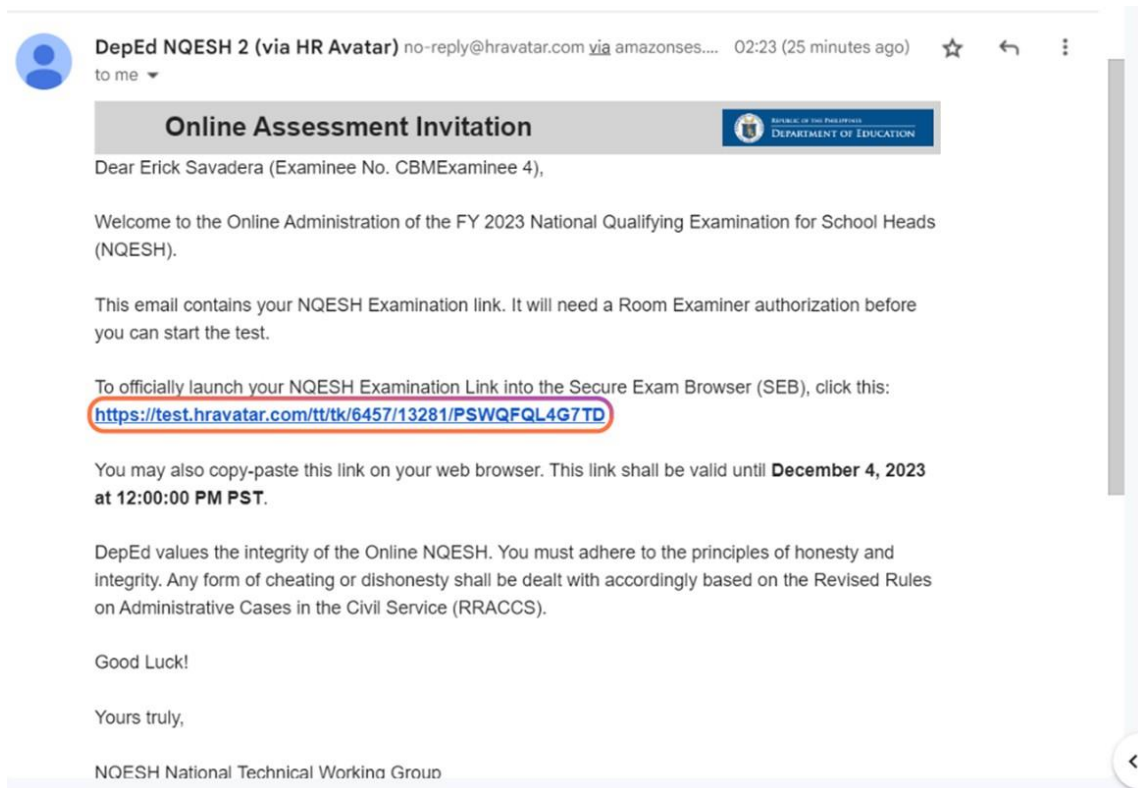 DepEd NQESH 2 (via HR Avatar) no-reply@hravatar.com via amazonses.... 02:23 (25 minutes ago)
to me
Online Assessment Invitation
REPUBLIC OF THE PHILIPPINES
DEPARTMENT OF EDUCATION
Dear Erick Savadera (Examinee No. CBMExaminee 4),
Welcome to the Online Administration of the FY 2023 National Qualifying Examination for School Heads
(NQESH).
This email contains your NQESH Examination link. It will need a Room Examiner authorization before
you can start the test.
To officially launch your NQESH Examination Link into the Secure Exam Browser (SEB), click this:
https://test.hravatar.com/tt/tk/6457/13281/PSWQFQL4G7TD
You may also copy-paste this link on your web browser. This link shall be valid until December 4, 2023
at 12:00:00 PM PST.
DepEd values the integrity of the Online NQESH. You must adhere to the principles of honesty and
integrity. Any form of cheating or dishonesty shall be dealt with accordingly based on the Revised Rules
on Administrative Cases in the Civil Service (RRACCS).
Good Luck!
Yours truly,
NQESH National Technical Working Group